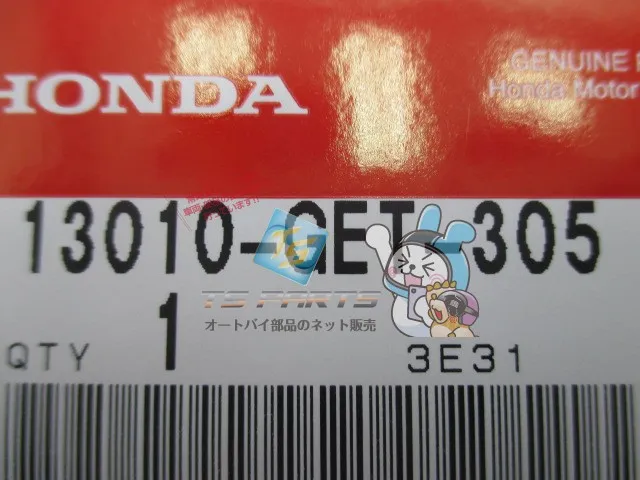 GENUINE
HONDA
Honda Motor
13010-GET-305
TS PARTS
オートバイ部品のネット販売
QTY 1 3E31